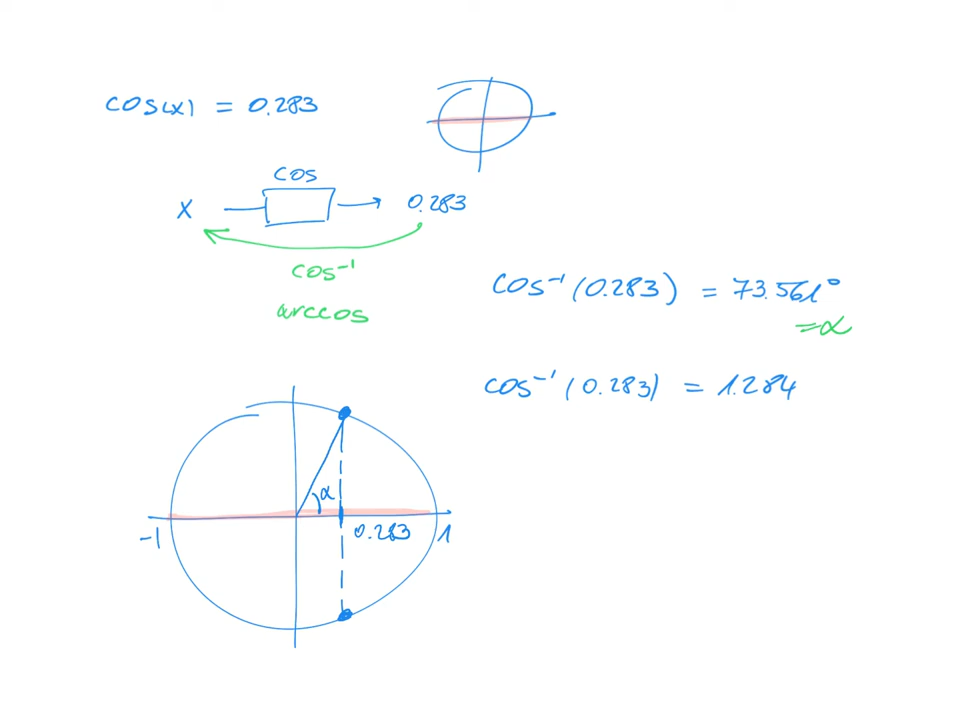 cos(x) = 0.283
cos
x → 0.283
cos⁻¹
arccos
cos⁻¹(0.283) = 73.561°
= α
cos⁻¹(0.283) = 1.284
α
-1 0.283 1